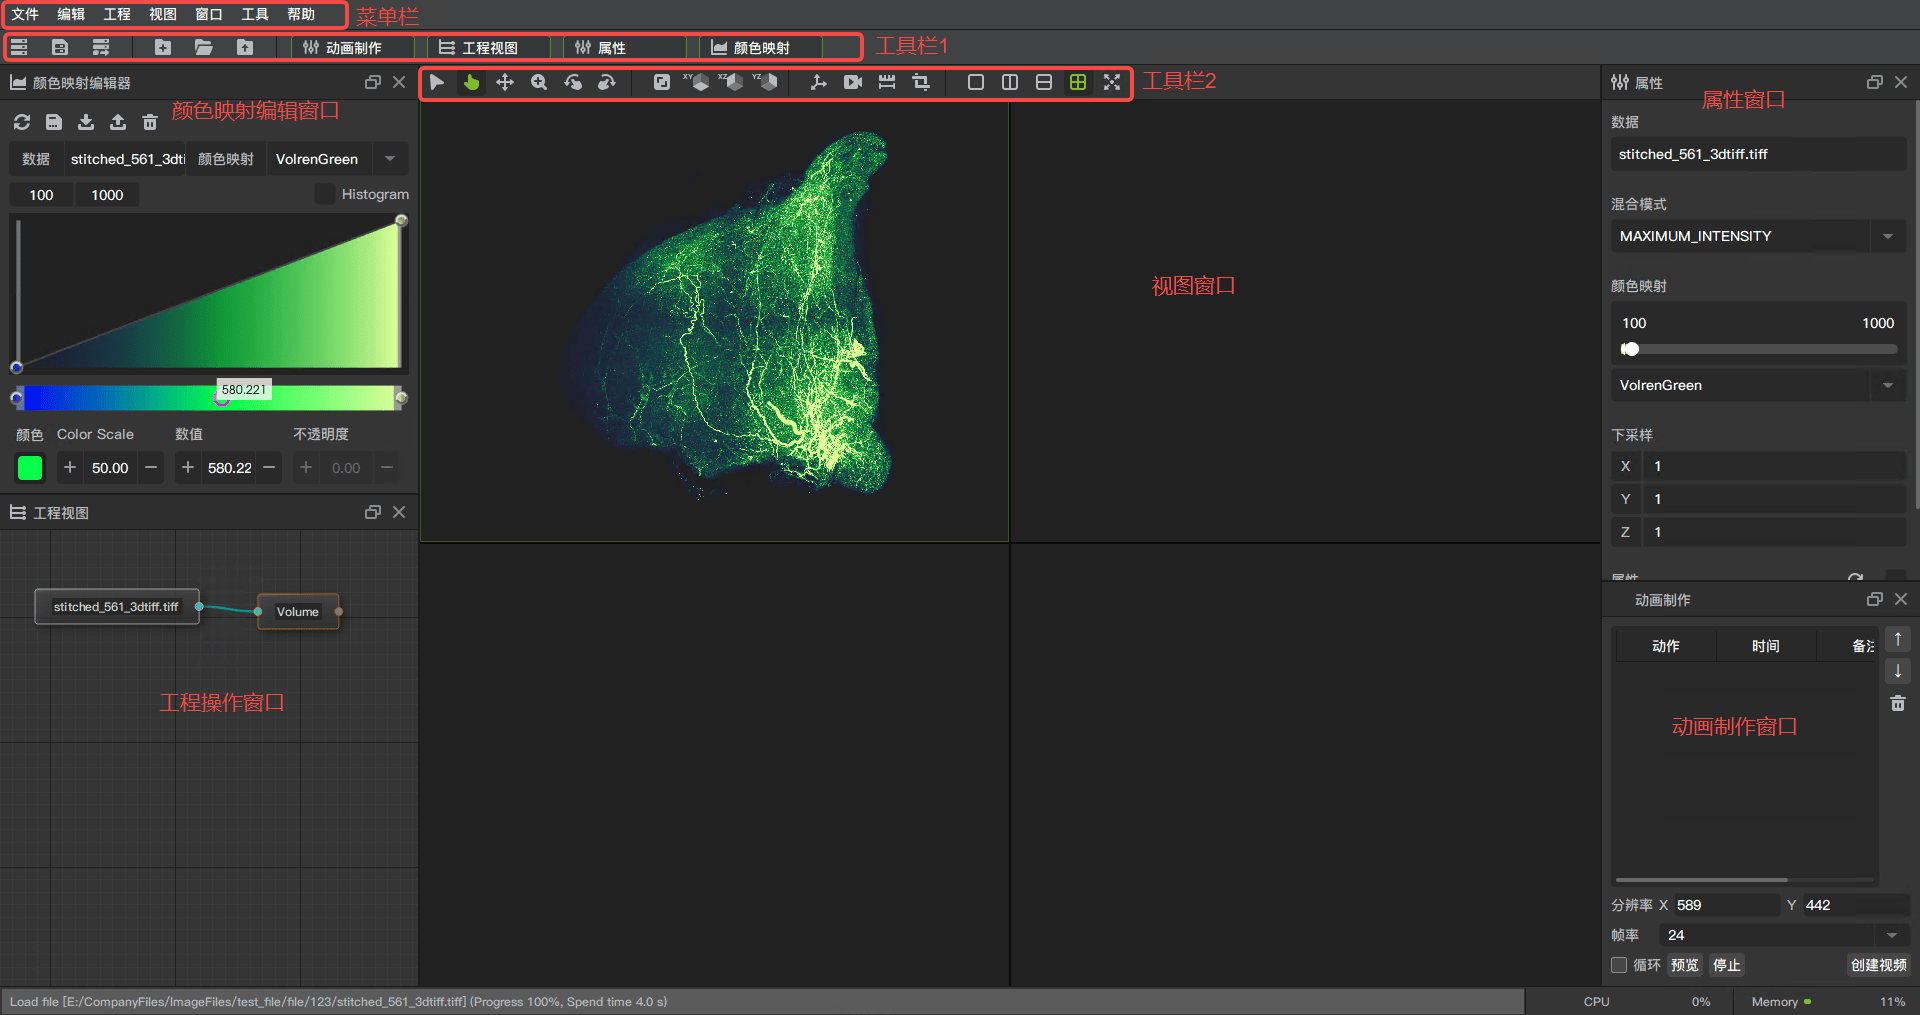 文件 编辑 工程 视图 窗口 工具 帮助 菜单栏
动画制作 工程视图 属性 颜色映射 工具栏1
颜色映射编辑器
工具栏2
XY XZ YZ
颜色映射编辑窗口
数据 stitched_561_3dti 颜色映射 VolrenGreen
100 1000 Histogram
580.221
颜色 Color Scale 数值 不透明度
50.00 580.22 0.00
工程视图
stitched_561_3dtiff.tiff Volume
工程操作窗口
视图窗口
属性
属性窗口
数据
stitched_561_3dtiff.tiff
混合模式
MAXIMUM_INTENSITY
颜色映射
100 1000
VolrenGreen
下采样
X 1
Y 1
Z 1
属性
动画制作
动作 时间 备注
动画制作窗口
分辨率 X 589 Y 442
帧率 24
循环 预览 停止 创建视频
Load file [E:/CompanyFiles/ImageFiles/test_file/file/123/stitched_561_3dtiff.tiff] (Progress 100%, Spend time 4.0 s)
CPU 0% Memory 11%